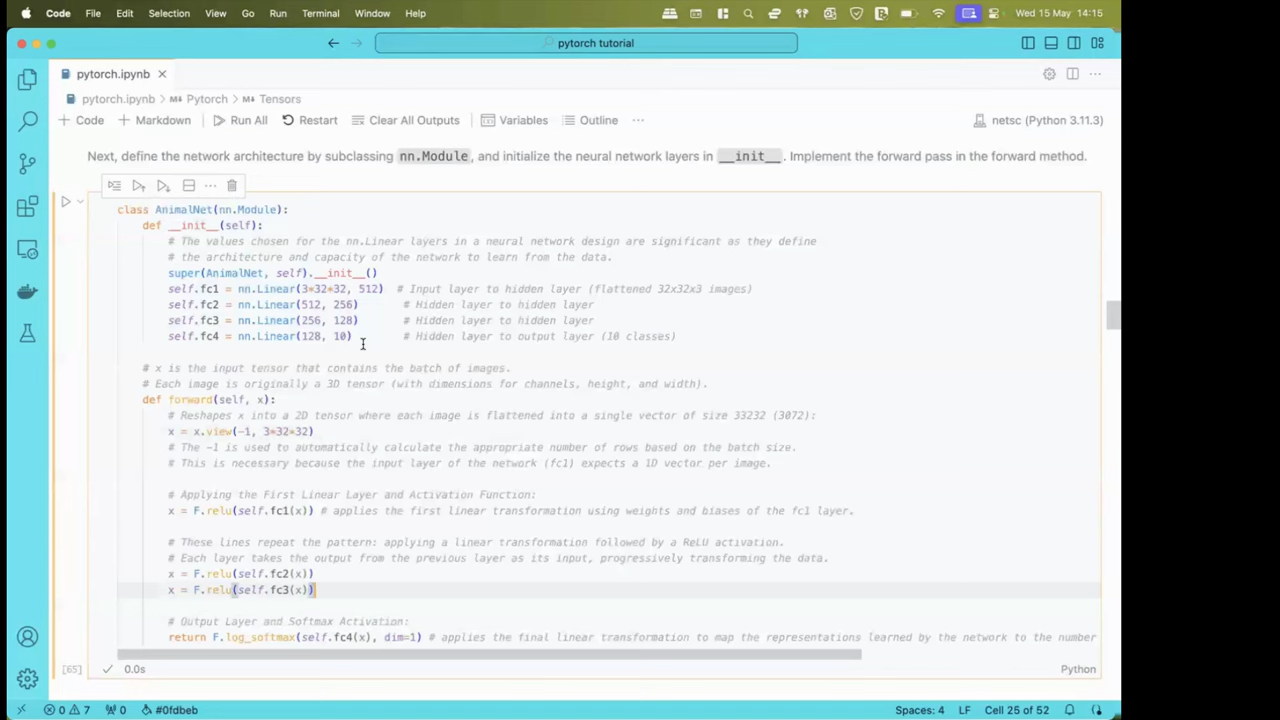 Code File Edit Selection View Go Run Terminal Window Help Wed 15 May 14:15
pytorch tutorial
pytorch.ipynb
pytorch.ipynb > Pytorch > Tensors
+ Code + Markdown Run All Restart Clear All Outputs Variables Outline ... netsc (Python 3.11.3)
Next, define the network architecture by subclassing nn.Module, and initialize the neural network layers in __init__. Implement the forward pass in the forward method.
class AnimalNet(nn.Module):
def __init__(self):
# The values chosen for the nn.Linear layers in a neural network design are significant as they define
# the architecture and capacity of the network to learn from the data.
super(AnimalNet, self).__init__()
self.fc1 = nn.Linear(3*32*32, 512) # Input layer to hidden layer (flattened 32x32x3 images)
self.fc2 = nn.Linear(512, 256) # Hidden layer to hidden layer
self.fc3 = nn.Linear(256, 128) # Hidden layer to hidden layer
self.fc4 = nn.Linear(128, 10) # Hidden layer to output layer (10 classes)
# x is the input tensor that contains the batch of images.
# Each image is originally a 3D tensor (with dimensions for channels, height, and width).
def forward(self, x):
# Reshapes x into a 2D tensor where each image is flattened into a single vector of size 33232 (3072):
x = x.view(-1, 3*32*32)
# The -1 is used to automatically calculate the appropriate number of rows based on the batch size.
# This is necessary because the input layer of the network (fc1) expects a 1D vector per image.
# Applying the First Linear Layer and Activation Function:
x = F.relu(self.fc1(x)) # applies the first linear transformation using weights and biases of the fc1 layer.
# These lines repeat the pattern: applying a linear transformation followed by a ReLU activation.
# Each layer takes the output from the previous layer as its input, progressively transforming the data.
x = F.relu(self.fc2(x))
x = F.relu(self.fc3(x))
# Output Layer and Softmax Activation:
return F.log_softmax(self.fc4(x), dim=1) # applies the final linear transformation to map the representations learned by the network to the number
[65] 0.0s Python
0 7 0 #0fdbeb Spaces: 4 LF Cell 25 of 52